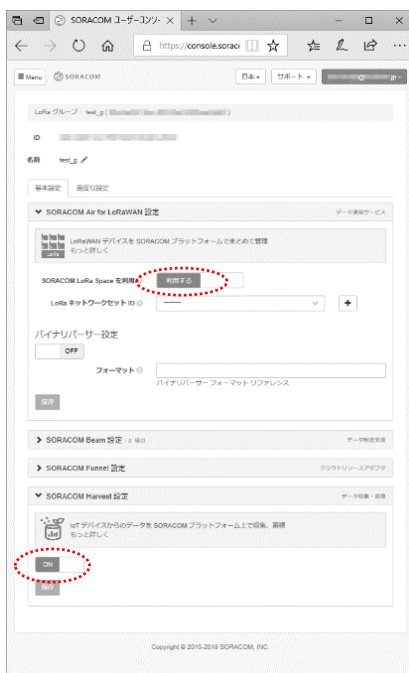 SORACOM ユーザーコンソ-
https://console.sorac
Menu
SORACOM
日本
サポート
jp
LoRa グループ / test_g (
)
ID
名前 test_g
基本設定 高度な設定
SORACOM Air for LoRaWAN 設定 データ通信サービス
LoRaWAN デバイスを SORACOM プラットフォームでまとめて管理
もっと詳しく
LoRa
SORACOM LoRa Space を利用 利用する
LoRa ネットワークセット ID
バイナリパーサー設定
OFF
フォーマット
バイナリパーサー フォーマット リファレンス
保存
SORACOM Beam 設定 - 0 項目 データ転送支援
SORACOM Funnel 設定 クラウドリソースアダプタ
SORACOM Harvest 設定 データ収集・蓄積
IoT デバイスからのデータを SORACOM プラットフォーム上で収集、蓄積
もっと詳しく
ON
保存
Copyright © 2015-2018 SORACOM, INC.